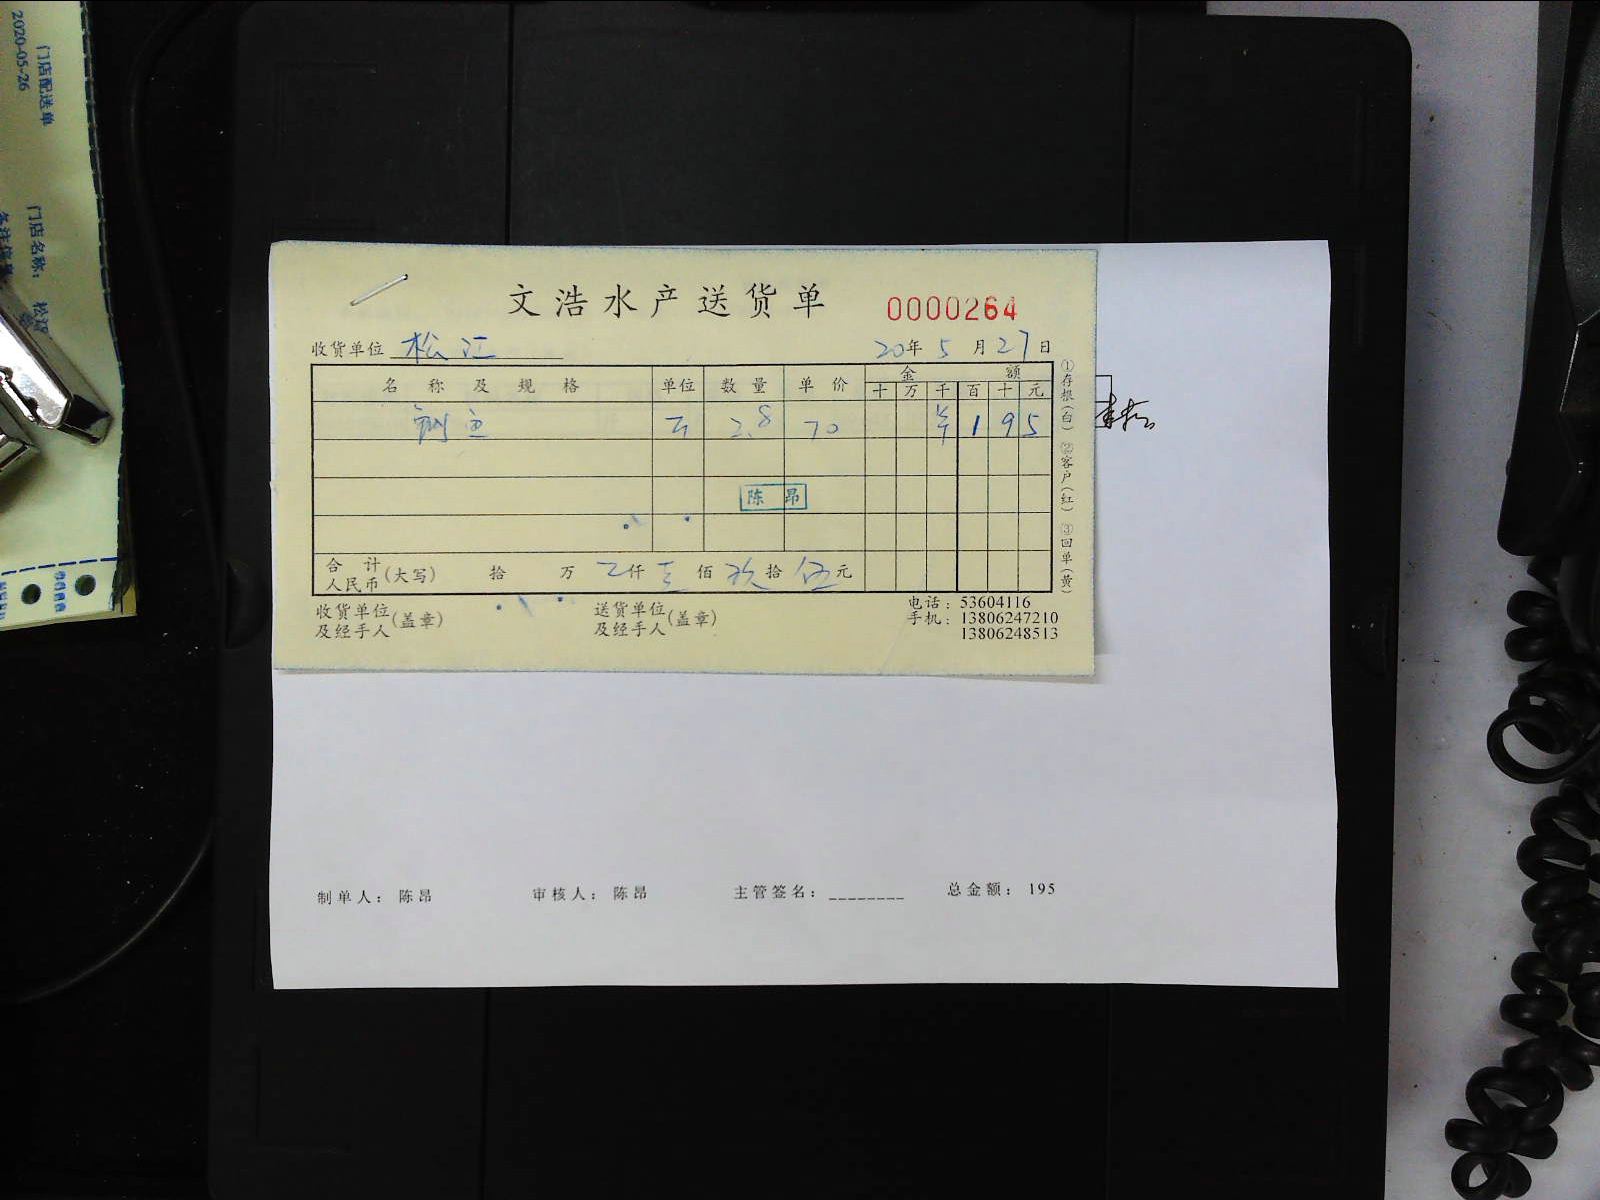 门店配送单
2020-05-26
门店名称: 松江
文浩水产送货单 0000264
收货单位 松江 20年5月27日
名称及规格 单位 数量 单价 金额
十 万 千 百 十 元
鱼 2.8 70 ¥ 1 9 5
陈昂
合计人民币(大写) 拾 万 仟 佰 玖拾 伍元
收货单位及经手人(盖章) 送货单位及经手人(盖章)
电话: 53604116
手机: 13806247210
13806248513
①存根(白) ②客户(红) ③回单(黄)
制单人: 陈昂 审核人: 陈昂 主管签名: ________ 总金额: 195